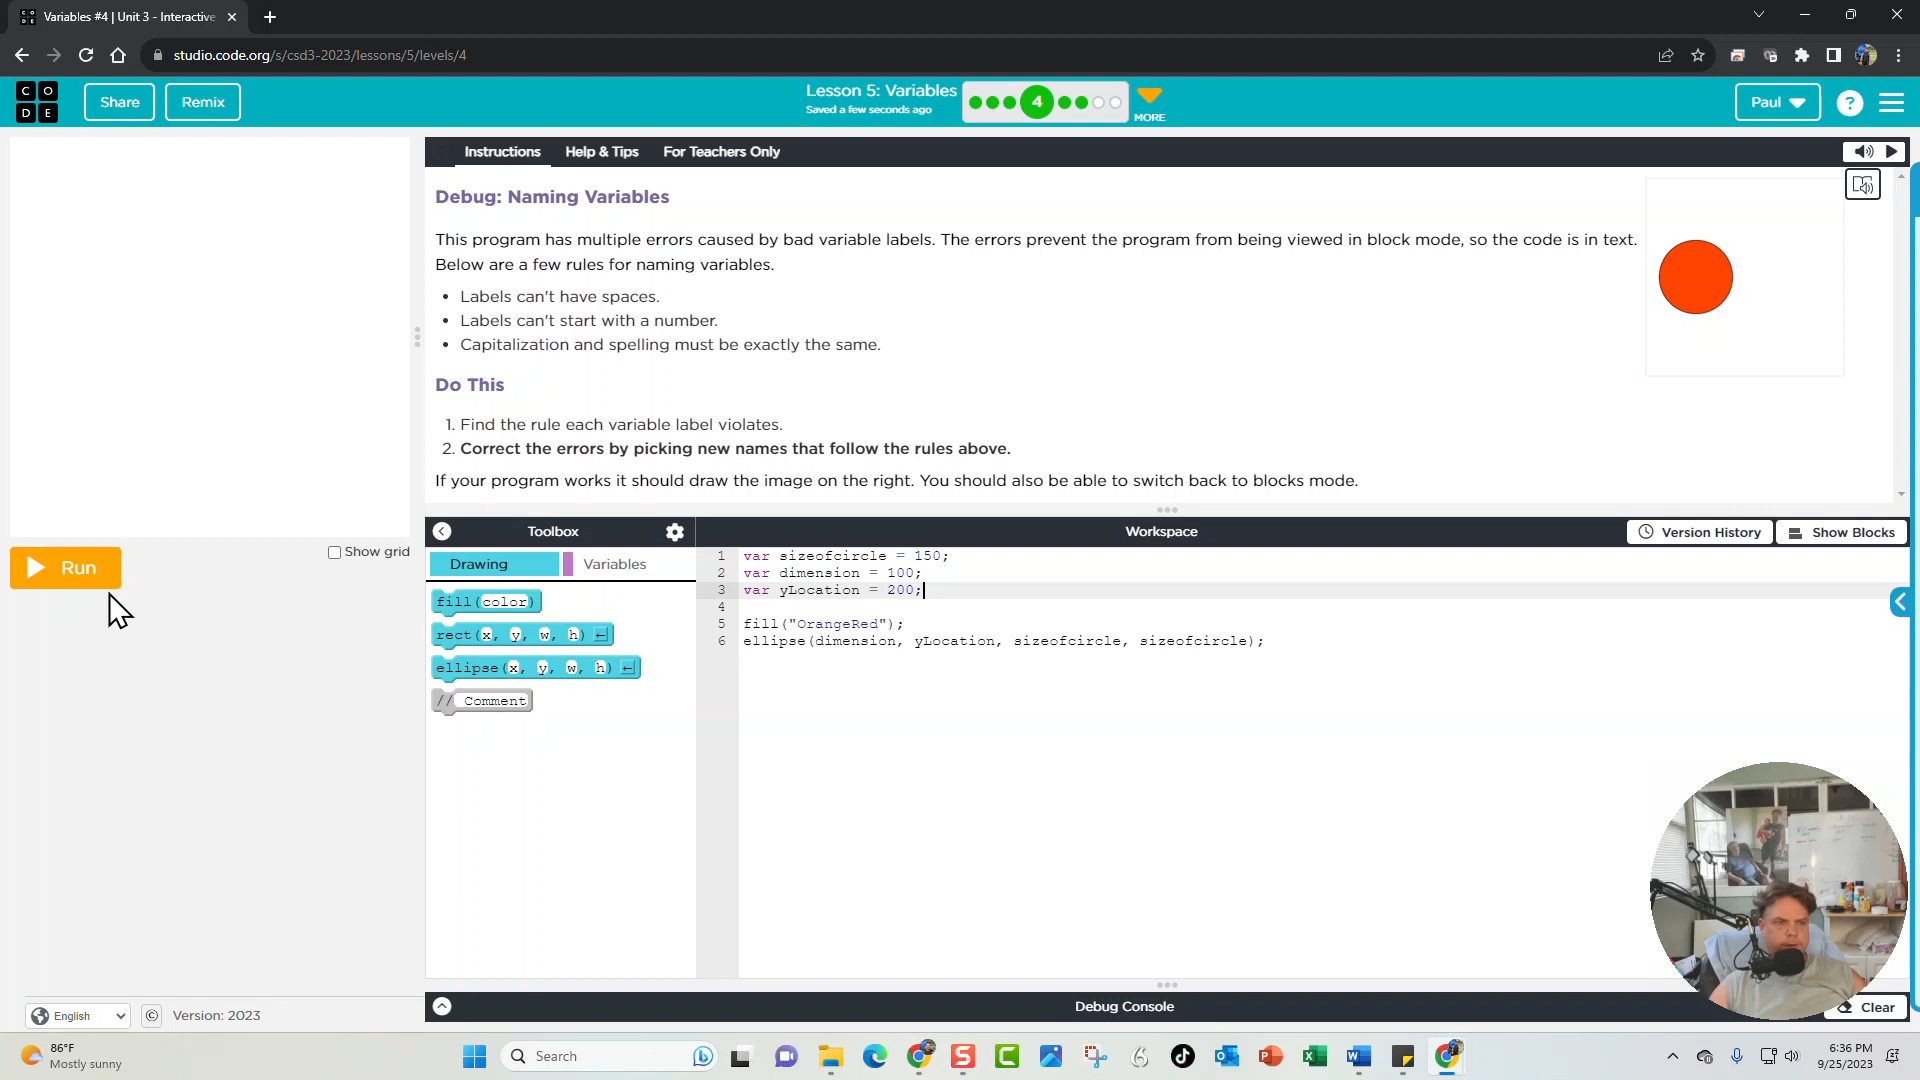 Variables #4 | Unit 3 - Interactive
studio.code.org/s/csd3-2023/lessons/5/levels/4
C O
D E
Share
Remix
Lesson 5: Variables
Saved a few seconds ago
4
MORE
Paul
?
Instructions
Help & Tips
For Teachers Only
Debug: Naming Variables
This program has multiple errors caused by bad variable labels. The errors prevent the program from being viewed in block mode, so the code is in text.
Below are a few rules for naming variables.
• Labels can't have spaces.
• Labels can't start with a number.
• Capitalization and spelling must be exactly the same.
Do This
1. Find the rule each variable label violates.
2. Correct the errors by picking new names that follow the rules above.
If your program works it should draw the image on the right. You should also be able to switch back to blocks mode.
Run
Show grid
Toolbox
Workspace
Version History
Show Blocks
Drawing
Variables
fill(color)
rect(x, y, w, h)
ellipse(x, y, w, h)
// Comment
1 var sizeofcircle = 150;
2 var dimension = 100;
3 var yLocation = 200;
4
5 fill("OrangeRed");
6 ellipse(dimension, yLocation, sizeofcircle, sizeofcircle);
Debug Console
Clear
English
Version: 2023
86°F
Mostly sunny
Search
6:36 PM
9/25/2023